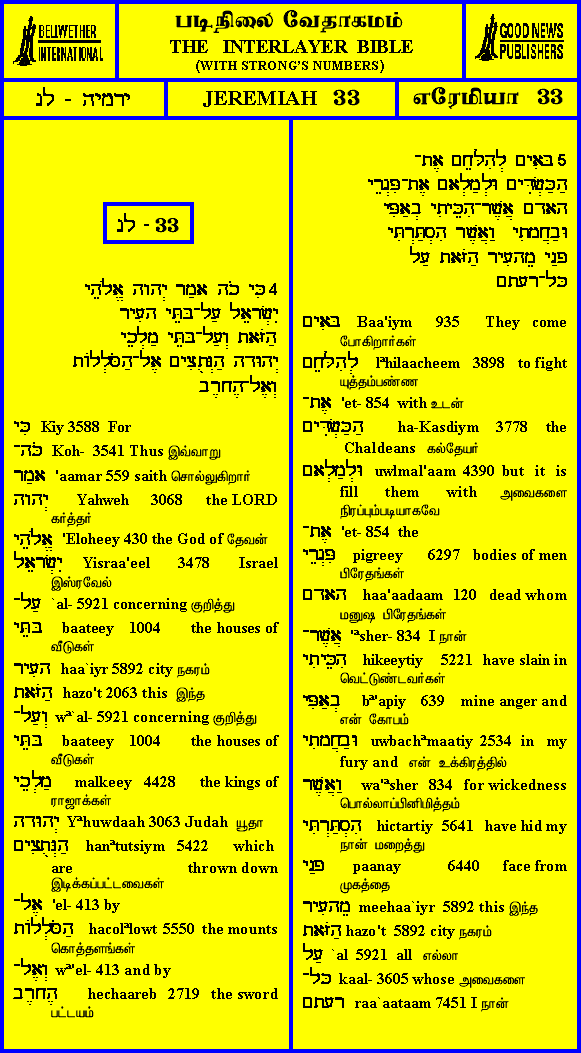 BELLWETHER
INTERNATIONAL
படிநிலை வேதாகமம்
THE INTERLAYER BIBLE
(WITH STRONG'S NUMBERS)
GOOD NEWS
PUBLISHERS
ירמיה - לג
JEREMIAH 33
எரேமியா 33
לג - 33
4 כִּי כֹה אָמַר יְהוָה אֱלֹהֵי
יִשְׂרָאֵל עַל־בָּתֵּי הָעִיר
הַזֹּאת וְעַל־בָּתֵּי מַלְכֵי
יְהוּדָה הַנְּתֻצִים אֶל־הַסֹּלְלוֹת
וְאֶל־הֶחָרֶב
כִּי Kiy 3588 For
כֹּה־ Koh- 3541 Thus இவ்வாறு
אָמַר 'aamar 559 saith சொல்லுகிறார்
יְהוָה Yahweh 3068 the LORD
கர்த்தர்
אֱלֹהֵי 'Eloheey 430 the God of தேவன்
יִשְׂרָאֵל Yisraa'eel 3478 Israel
இஸ்ரவேல்
עַל־ `al- 5921 concerning குறித்து
בָּתֵּי baateey 1004 the houses of
வீடுகள்
הָעִיר haa`iyr 5892 city நகரம்
הַזֹּאת hazo't 2063 this இந்த
וְעַל־ wª`al- 5921 concerning குறித்து
בָּתֵּי baateey 1004 the houses of
வீடுகள்
מַלְכֵי malkeey 4428 the kings of
ராஜாக்கள்
יְהוּדָה Yªhuwdaah 3063 Judah யூதா
הַנְּתֻצִים hanªtutsiym 5422 which
are thrown down
இடிக்கப்பட்டவைகள்
אֶל־ 'el- 413 by
הַסֹּלְלוֹת hacolªlowt 5550 the mounts
கொத்தளங்கள்
וְאֶל־ wª'el- 413 and by
הֶחָרֶב hechaareb 2719 the sword
பட்டயம்
5 בָּאִים לְהִלָּחֵם אֶת־
הַכַּשְׂדִּים וּלְמַלְאָם אֶת־פִּגְרֵי
הָאָדָם אֲשֶׁר־הִכֵּיתִי בְאַפִּי
וּבַחֲמָתִי וַאֲשֶׁר הִסְתַּרְתִּי
פָנַי מֵהָעִיר הַזֹּאת עַל
כָּל־רָעָתָם
בָּאִים Baa'iym 935 They come
போகிறார்கள்
לְהִלָּחֵם lªhilaacheem 3898 to fight
யுத்தம்பண்ண
אֶת־ 'et- 854 with உடன்
הַכַּשְׂדִּים ha-Kasdiym 3778 the
Chaldeans கல்தேயர்
וּלְמַלְאָם uwlmal'aam 4390 but it is
fill them with அவைகளை
நிரப்பும்படியாகவே
אֶת־ 'et- 854 the
פִּגְרֵי pigreey 6297 bodies of men
பிரேதங்கள்
הָאָדָם haa'aadaam 120 dead whom
மனுஷ பிரேதங்கள்
אֲשֶׁר־ 'ªsher- 834 I நான்
הִכֵּיתִי hikeeytiy 5221 have slain in
வெட்டுண்டவர்கள்
בְאַפִּי bª'apiy 639 mine anger and
என் கோபம்
וּבַחֲמָתִי uwbachªmaatiy 2534 in my
fury and என் உக்கிரத்தில்
וַאֲשֶׁר wa'ªsher 834 for wickedness
பொல்லாப்பினிமித்தம்
הִסְתַּרְתִּי hictartiy 5641 have hid my
நான் மறைத்து
פָנַי paanay 6440 face from
முகத்தை
מֵהָעִיר meehaa`iyr 5892 this இந்த
הַזֹּאת hazo't 5892 city நகரம்
עַל `al 5921 all எல்லா
כָּל־ kaal- 3605 whose அவைகளை
רָעָתָם raa`aataam 7451 I நான்